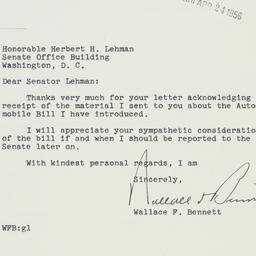 APR 24 1956
Honorable Herbert H. Lehman
Senate Office Building
Washington, D. C.
Dear Senator Lehman:
Thanks very much for your letter acknowledging
receipt of the material I sent to you about the Auto
mobile Bill I have introduced.
I will appreciate your sympathetic consideratio
of the bill if and when I should be reported to the
Senate later on.
With kindest personal regards, I am
Sincerely,
Wallace F. Benn
Wallace F. Bennett
WFB:gl